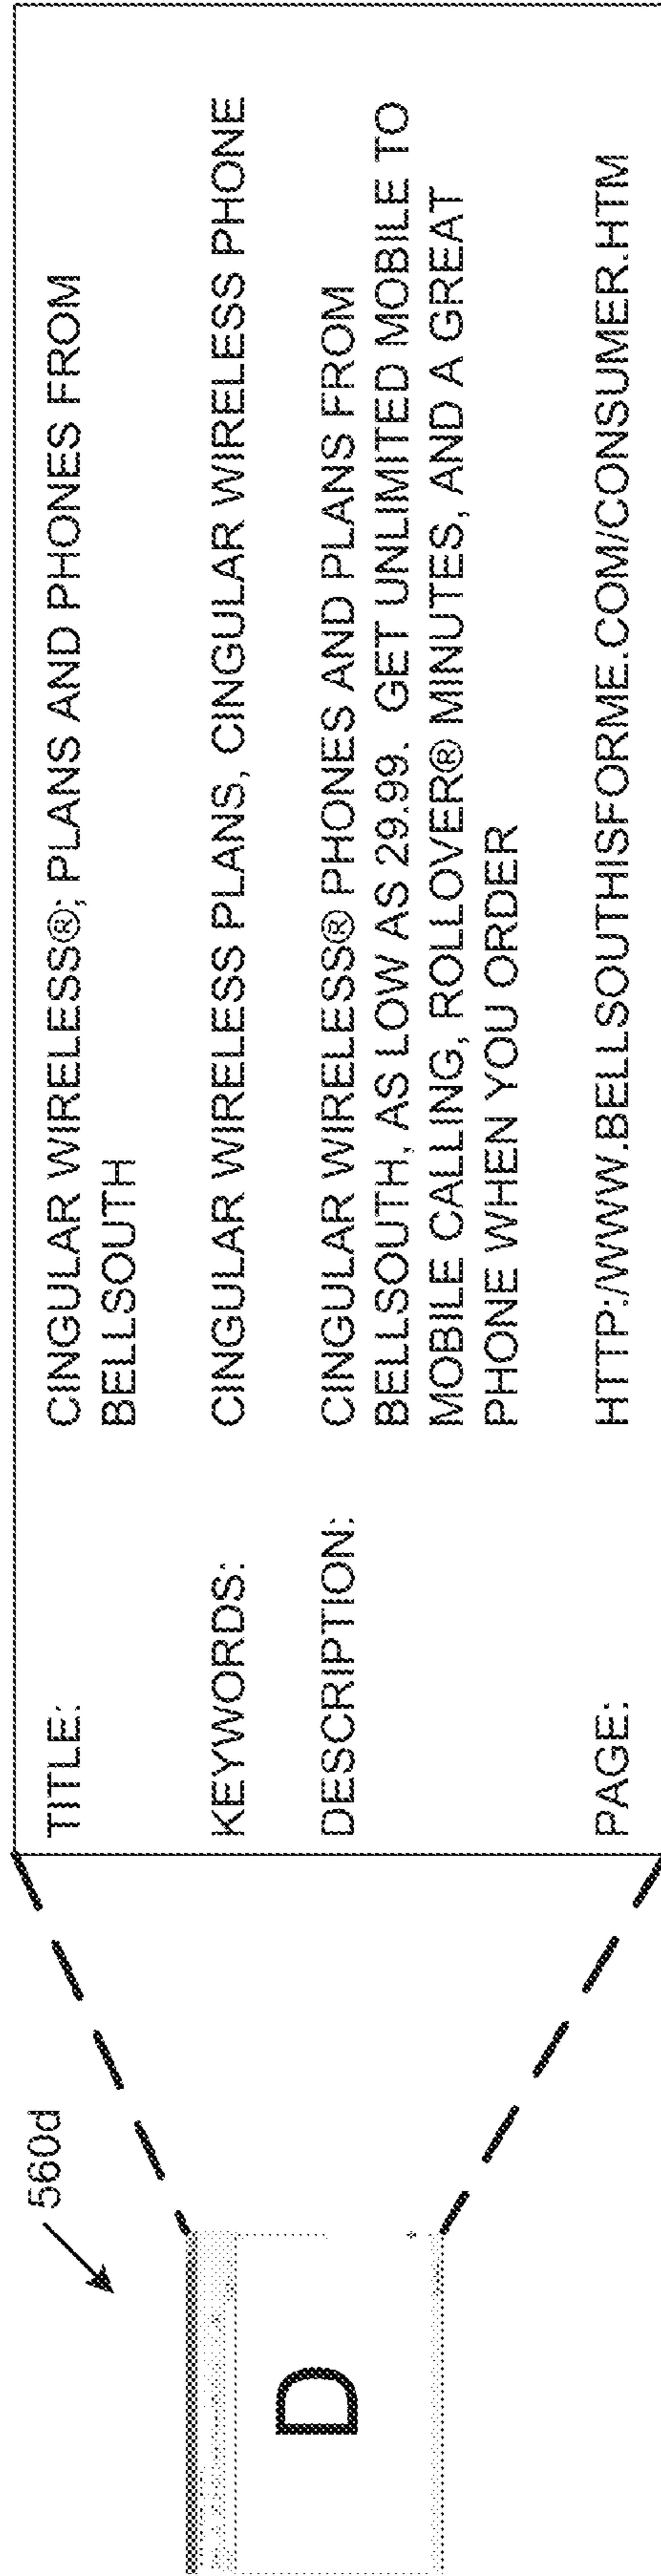 560d
D
TITLE: CINGULAR WIRELESS®; PLANS AND PHONES FROM
BELLSOUTH
KEYWORDS: CINGULAR WIRELESS PLANS, CINGULAR WIRELESS PHONE
DESCRIPTION: CINGULAR WIRELESS® PHONES AND PLANS FROM
BELLSOUTH, AS LOW AS 29.99. GET UNLIMITED MOBILE TO
MOBILE CALLING, ROLLOVER® MINUTES, AND A GREAT
PHONE WHEN YOU ORDER
PAGE: HTTP:/WWW.BELLSOUTHISFORME.COM/CONSUMER.HTM